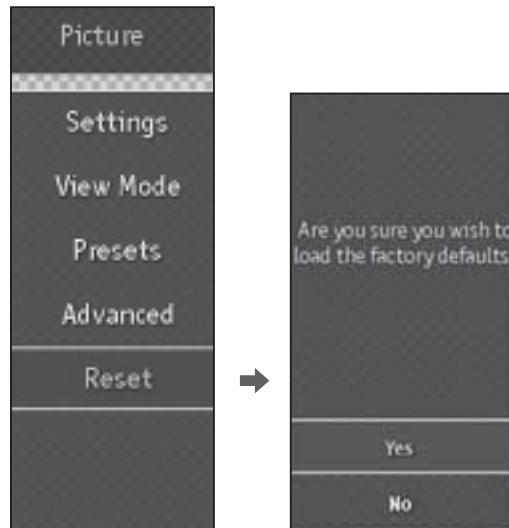 Picture
Settings
View Mode
Presets
Advanced
Reset
Are you sure you wish to
load the factory defaults
Yes
No